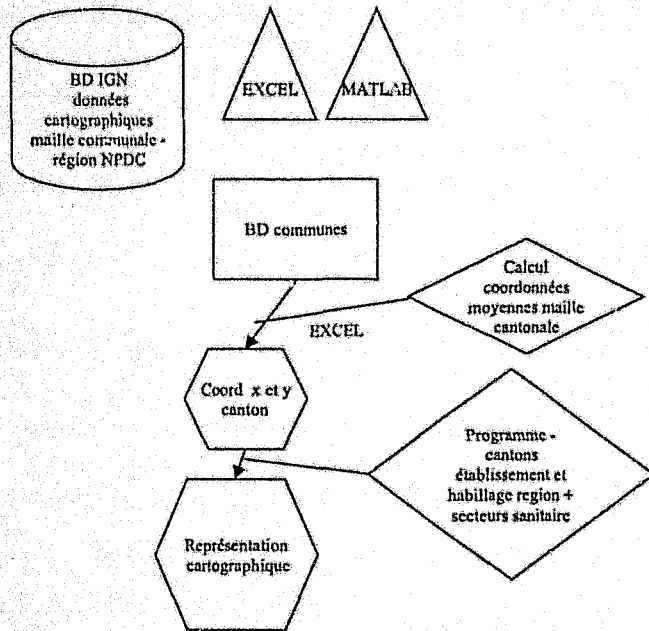 BD IGN
données
cartographiques
maille communale -
région NPDC
EXCEL
MATLAB
BD communes
Calcul
coordonnées
moyennes maille
cantonale
EXCEL
Coord x et y
canton
Programme -
cantons
établissement et
habillage region +
secteurs sanitaire
Représentation
cartographique